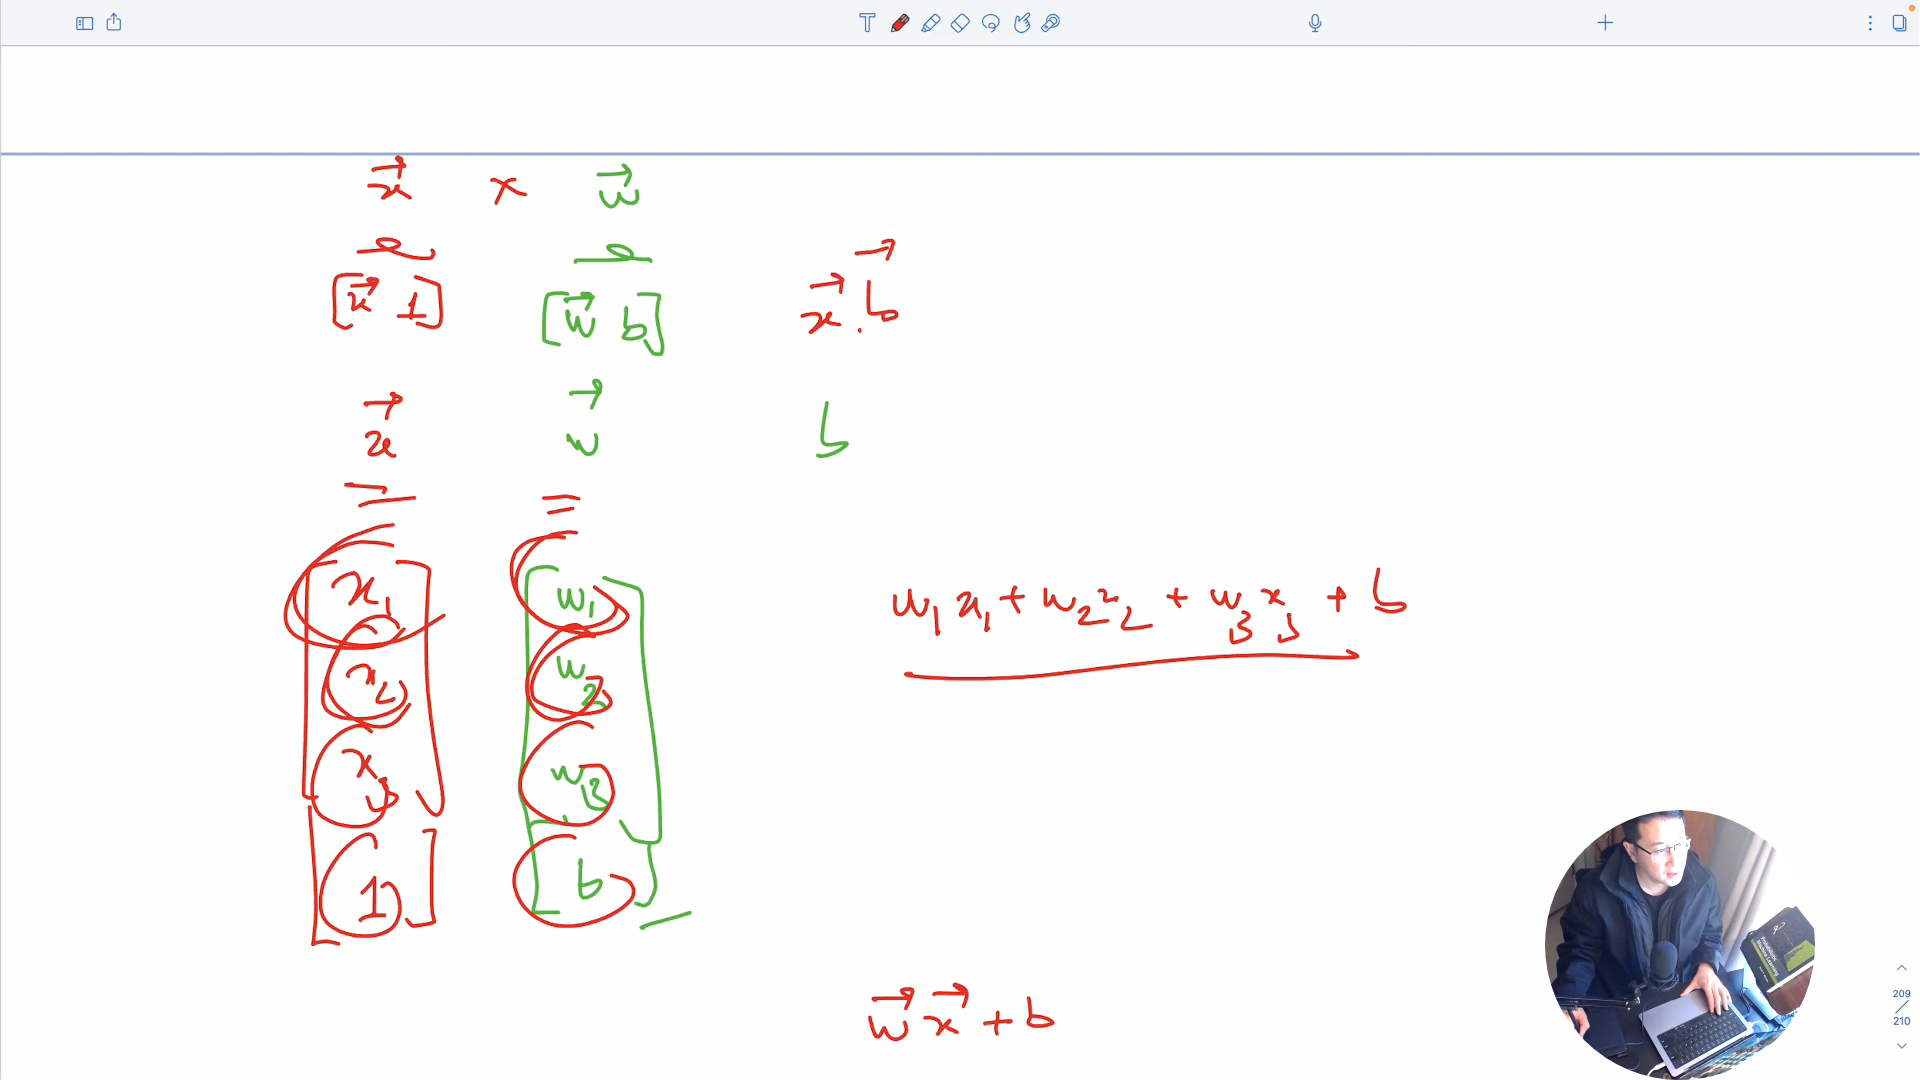 x⃗ × w⃗
[x⃗ 1] [w⃗ b] x⃗ . b⃗
x⃗ w⃗ b
= =
x₁ w₁ w₁x₁ + w₂x₂ + w₃x₃ + b
x₂ w₂
x₃ w₃
1 b
w⃗ x⃗ + b
209
210